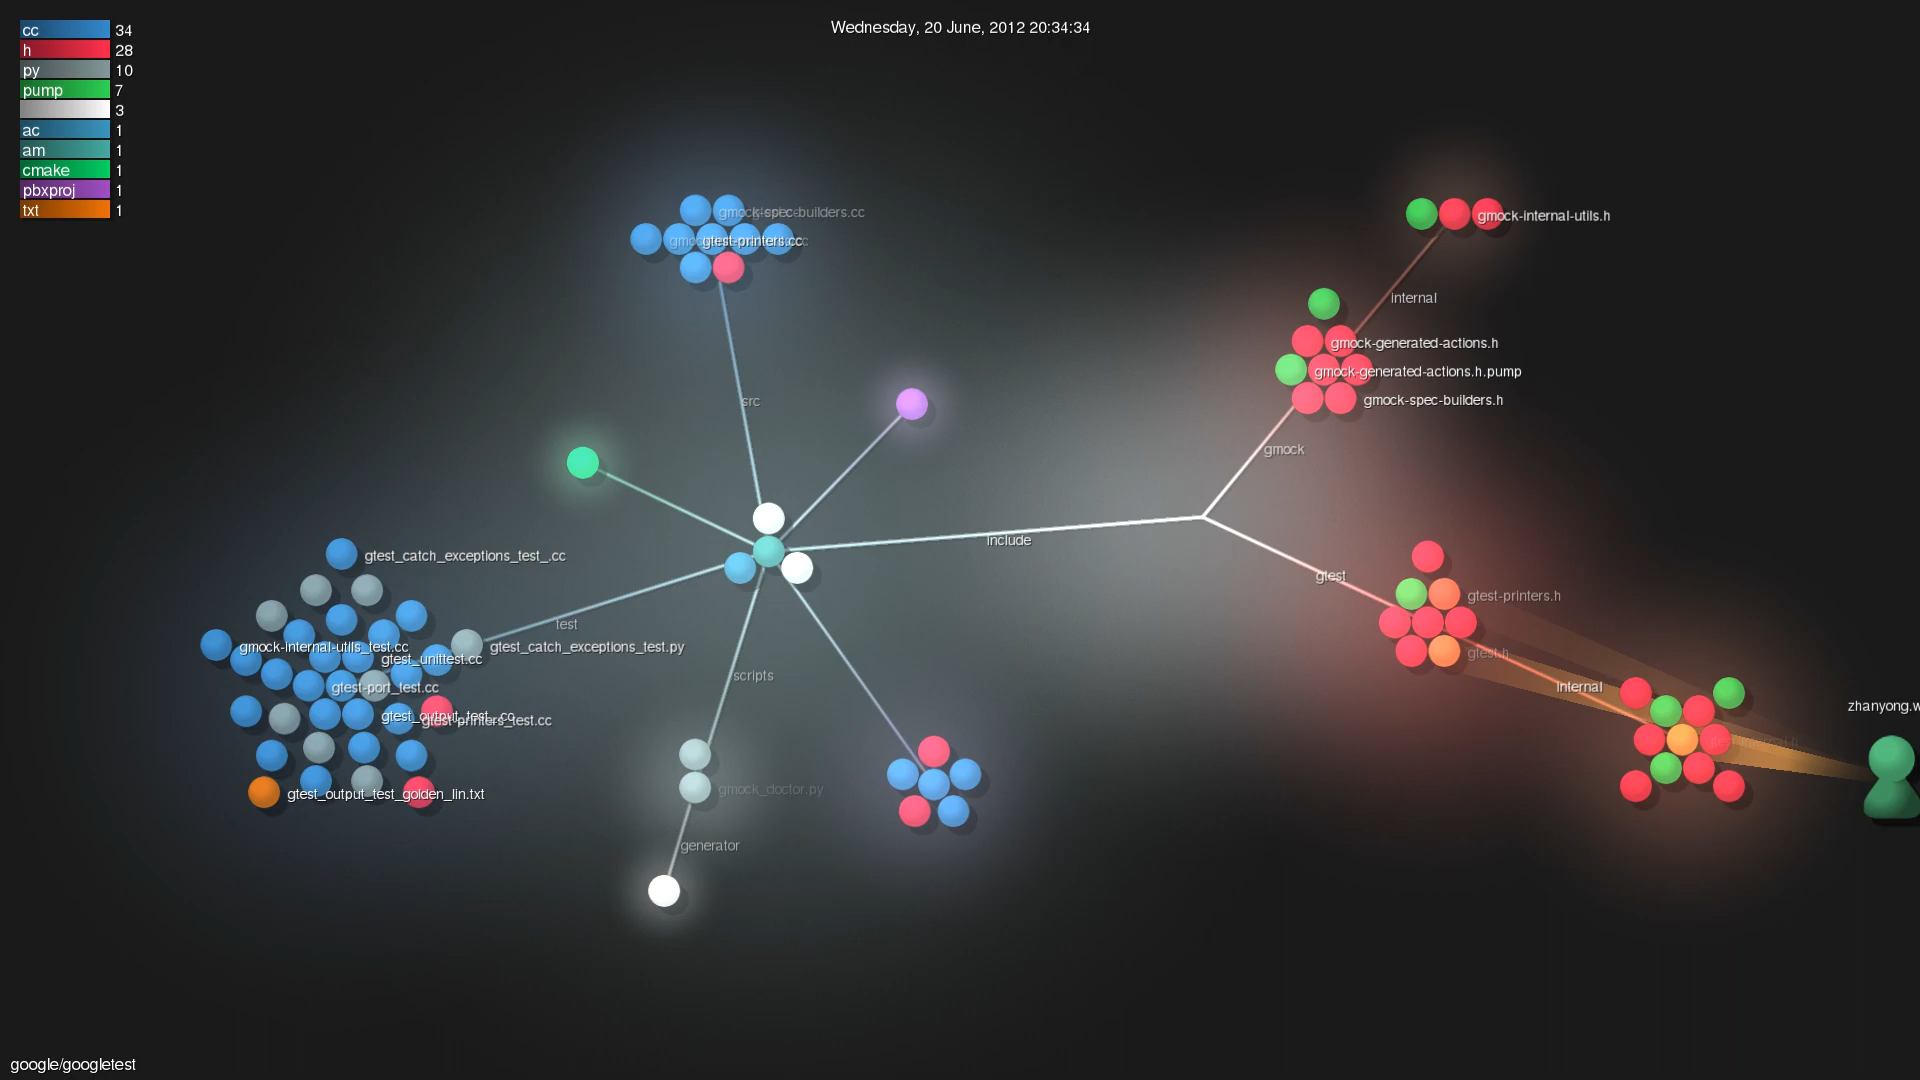 Wednesday, 20 June, 2012 20:34:34
cc 34
h 28
py 10
pump 7
3
ac 1
am 1
cmake 1
pbxproj 1
txt 1
gmock-spec-builders.cc
gtest-printers.cc
gmock-internal-utils.h
internal
gmock-generated-actions.h
gmock-generated-actions.h.pump
gmock-spec-builders.h
src
gmock
include
gtest_catch_exceptions_test_.cc
gtest
gtest-printers.h
test
gmock-internal-utils_test.cc
gtest_catch_exceptions_test.py
gtest.h
gtest_unittest.cc
scripts
gtest-port_test.cc
internal
zhanyong.w
gtest_output_test_.cc
gtest-printers_test.cc
gmock_doctor.py
gtest_output_test_golden_lin.txt
generator
google/googletest